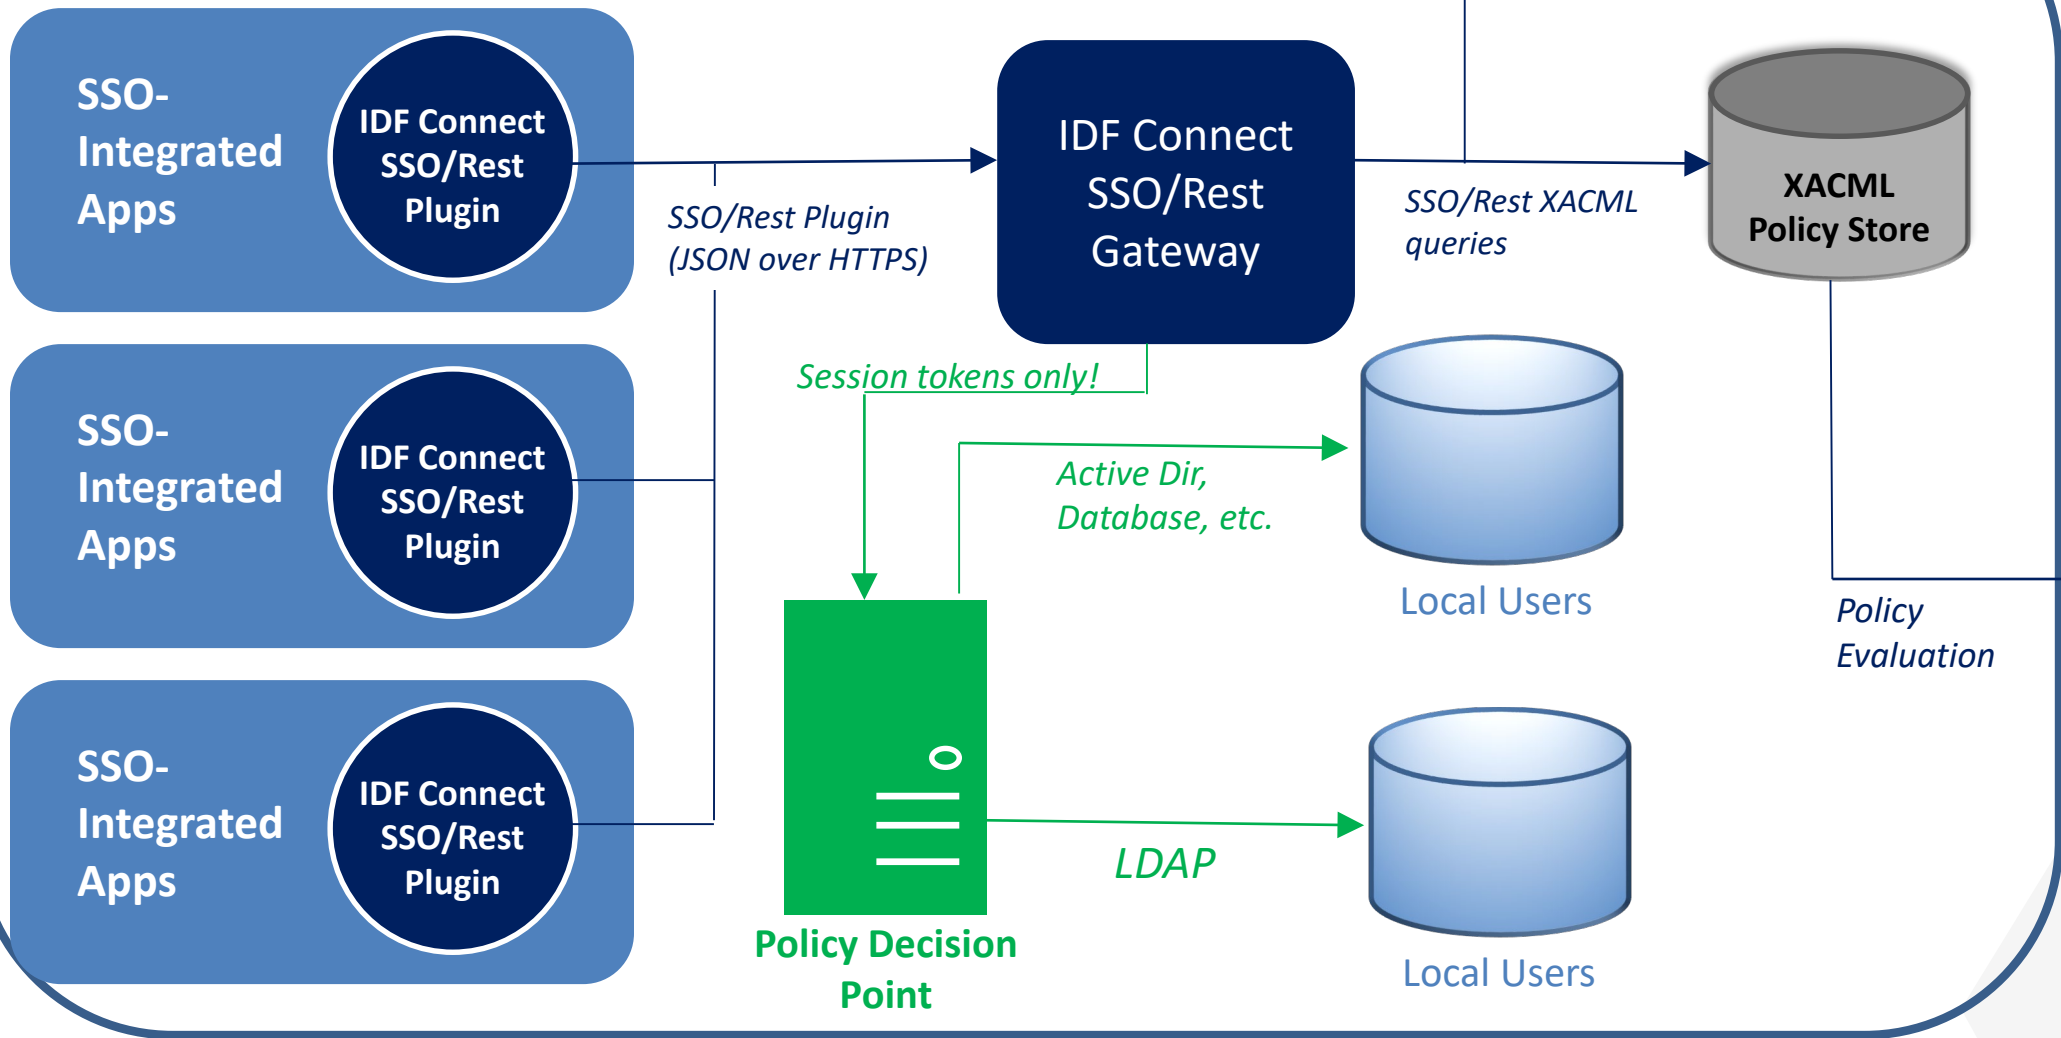 SSO-
Integrated
Apps
IDF Connect
SSO/Rest
Plugin
SSO/Rest Plugin
(JSON over HTTPS)
IDF Connect
SSO/Rest
Gateway
SSO/Rest XACML
queries
XACML
Policy Store
Session tokens only!
SSO-
Integrated
Apps
IDF Connect
SSO/Rest
Plugin
Active Dir,
Database, etc.
Local Users
Policy
Evaluation
SSO-
Integrated
Apps
IDF Connect
SSO/Rest
Plugin
LDAP
Policy Decision
Point
Local Users